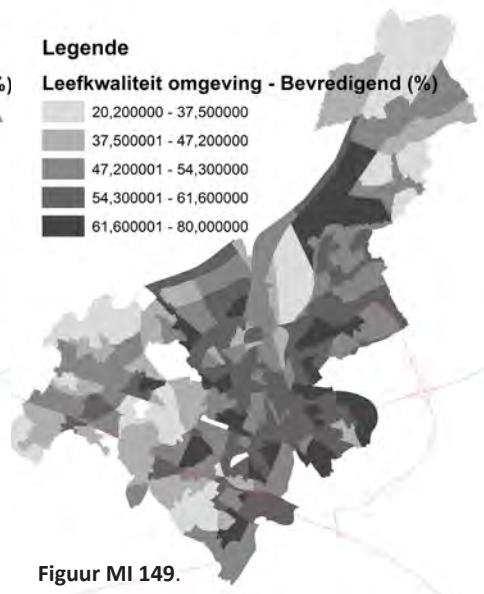 %)
Legende
Leefkwaliteit omgeving - Bevredigend (%)
20,200000 - 37,500000
37,500001 - 47,200000
47,200001 - 54,300000
54,300001 - 61,600000
61,600001 - 80,000000
Figuur MI 149.